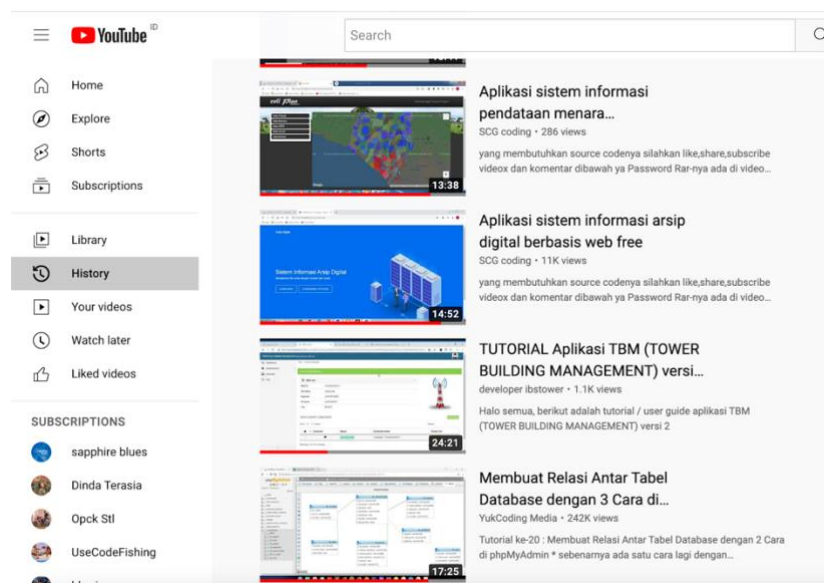 YouTube ID
Search
Home
Explore
Shorts
Subscriptions
Library
History
Your videos
Watch later
Liked videos
SUBSCRIPTIONS
sapphire blues
Dinda Terasia
Opck Stl
UseCodeFishing
13:38
Aplikasi sistem informasi
pendataan menara...
SCG coding • 286 views
yang membutuhkan source codenya silahkan like,share,subscribe
videox dan komentar dibawah ya Password Rar-nya ada di video...
Sistem Informasi Arsip Digital
14:52
Aplikasi sistem informasi arsip
digital berbasis web free
SCG coding • 11K views
yang membutuhkan source codenya silahkan like,share,subscribe
videox dan komentar dibawah ya Password Rar-nya ada di video...
24:21
TUTORIAL Aplikasi TBM (TOWER
BUILDING MANAGEMENT) versi...
developer ibstower • 1.1K views
Halo semua, berikut adalah tutorial / user guide aplikasi TBM
(TOWER BUILDING MANAGEMENT) versi 2
17:25
Membuat Relasi Antar Tabel
Database dengan 3 Cara di...
YukCoding Media • 242K views
Tutorial ke-20 : Membuat Relasi Antar Tabel Database dengan 2 Cara
di phpMyAdmin * sebenarnya ada satu cara lagi dengan...